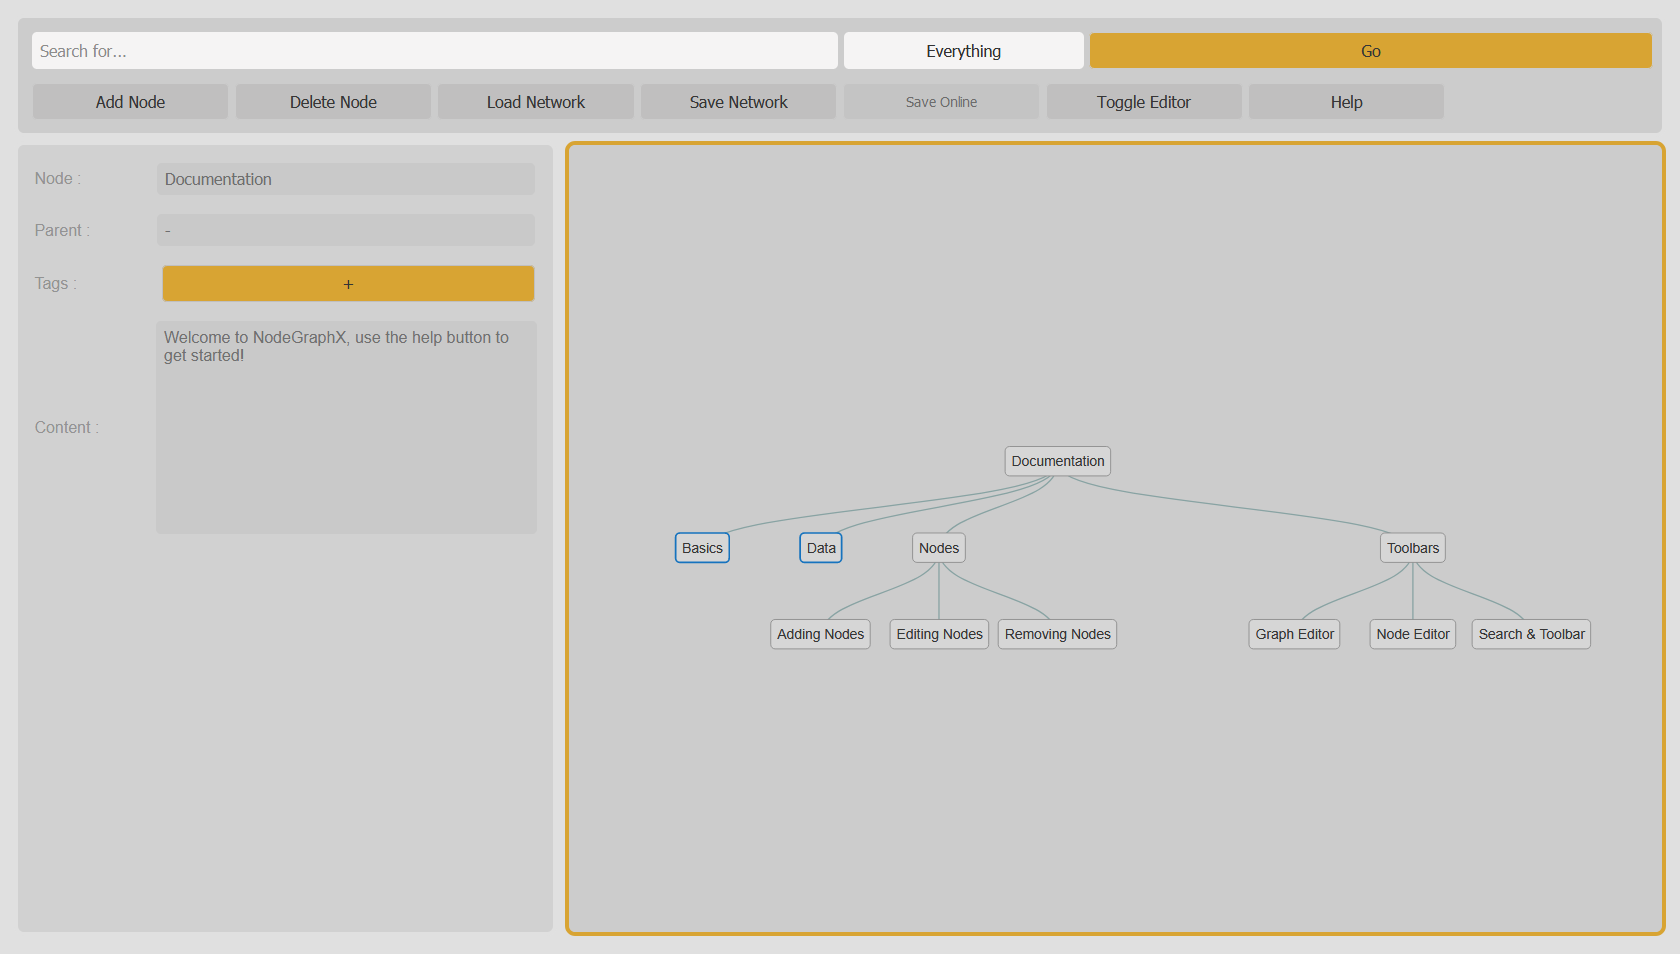 Search for...
Everything
Go
Add Node
Delete Node
Load Network
Save Network
Save Online
Toggle Editor
Help
Node :
Documentation
Parent :
-
Tags :
+
Content :
Welcome to NodeGraphX, use the help button to
get started!
Documentation
Basics
Data
Nodes
Toolbars
Adding Nodes
Editing Nodes
Removing Nodes
Graph Editor
Node Editor
Search & Toolbar